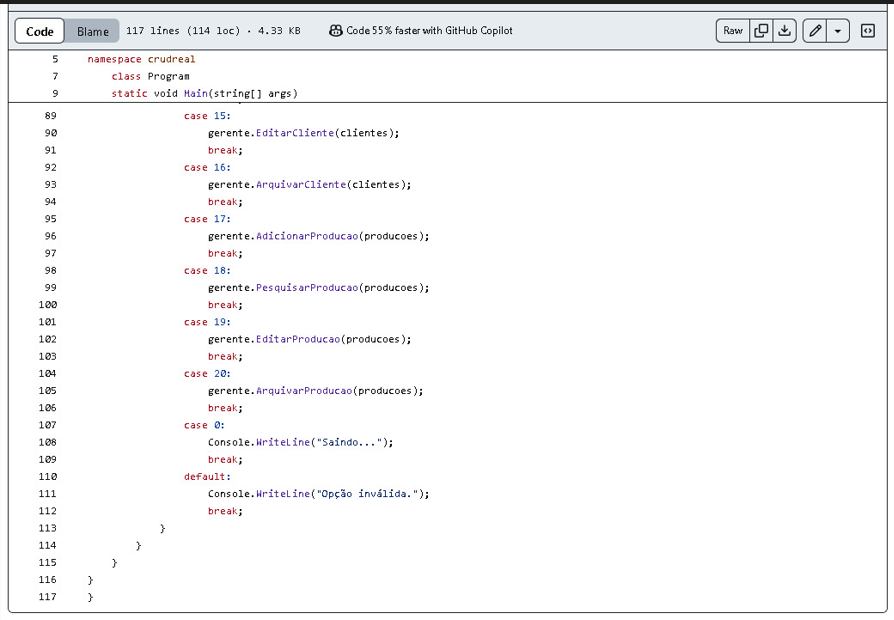 Code Blame 117 lines (114 loc) · 4.33 KB Code 55% faster with GitHub Copilot Raw
5 namespace crudreal
7 class Program
9 static void Main(string[] args)
89 case 15:
90 gerente.EditarCliente(clientes);
91 break;
92 case 16:
93 gerente.ArquivarCliente(clientes);
94 break;
95 case 17:
96 gerente.AdicionarProducao(producoes);
97 break;
98 case 18:
99 gerente.PesquisarProducao(producoes);
100 break;
101 case 19:
102 gerente.EditarProducao(producoes);
103 break;
104 case 20:
105 gerente.ArquivarProducao(producoes);
106 break;
107 case 0:
108 Console.WriteLine("Saindo...");
109 break;
110 default:
111 Console.WriteLine("Opção inválida.");
112 break;
113 }
114 }
115 }
116 }
117 }